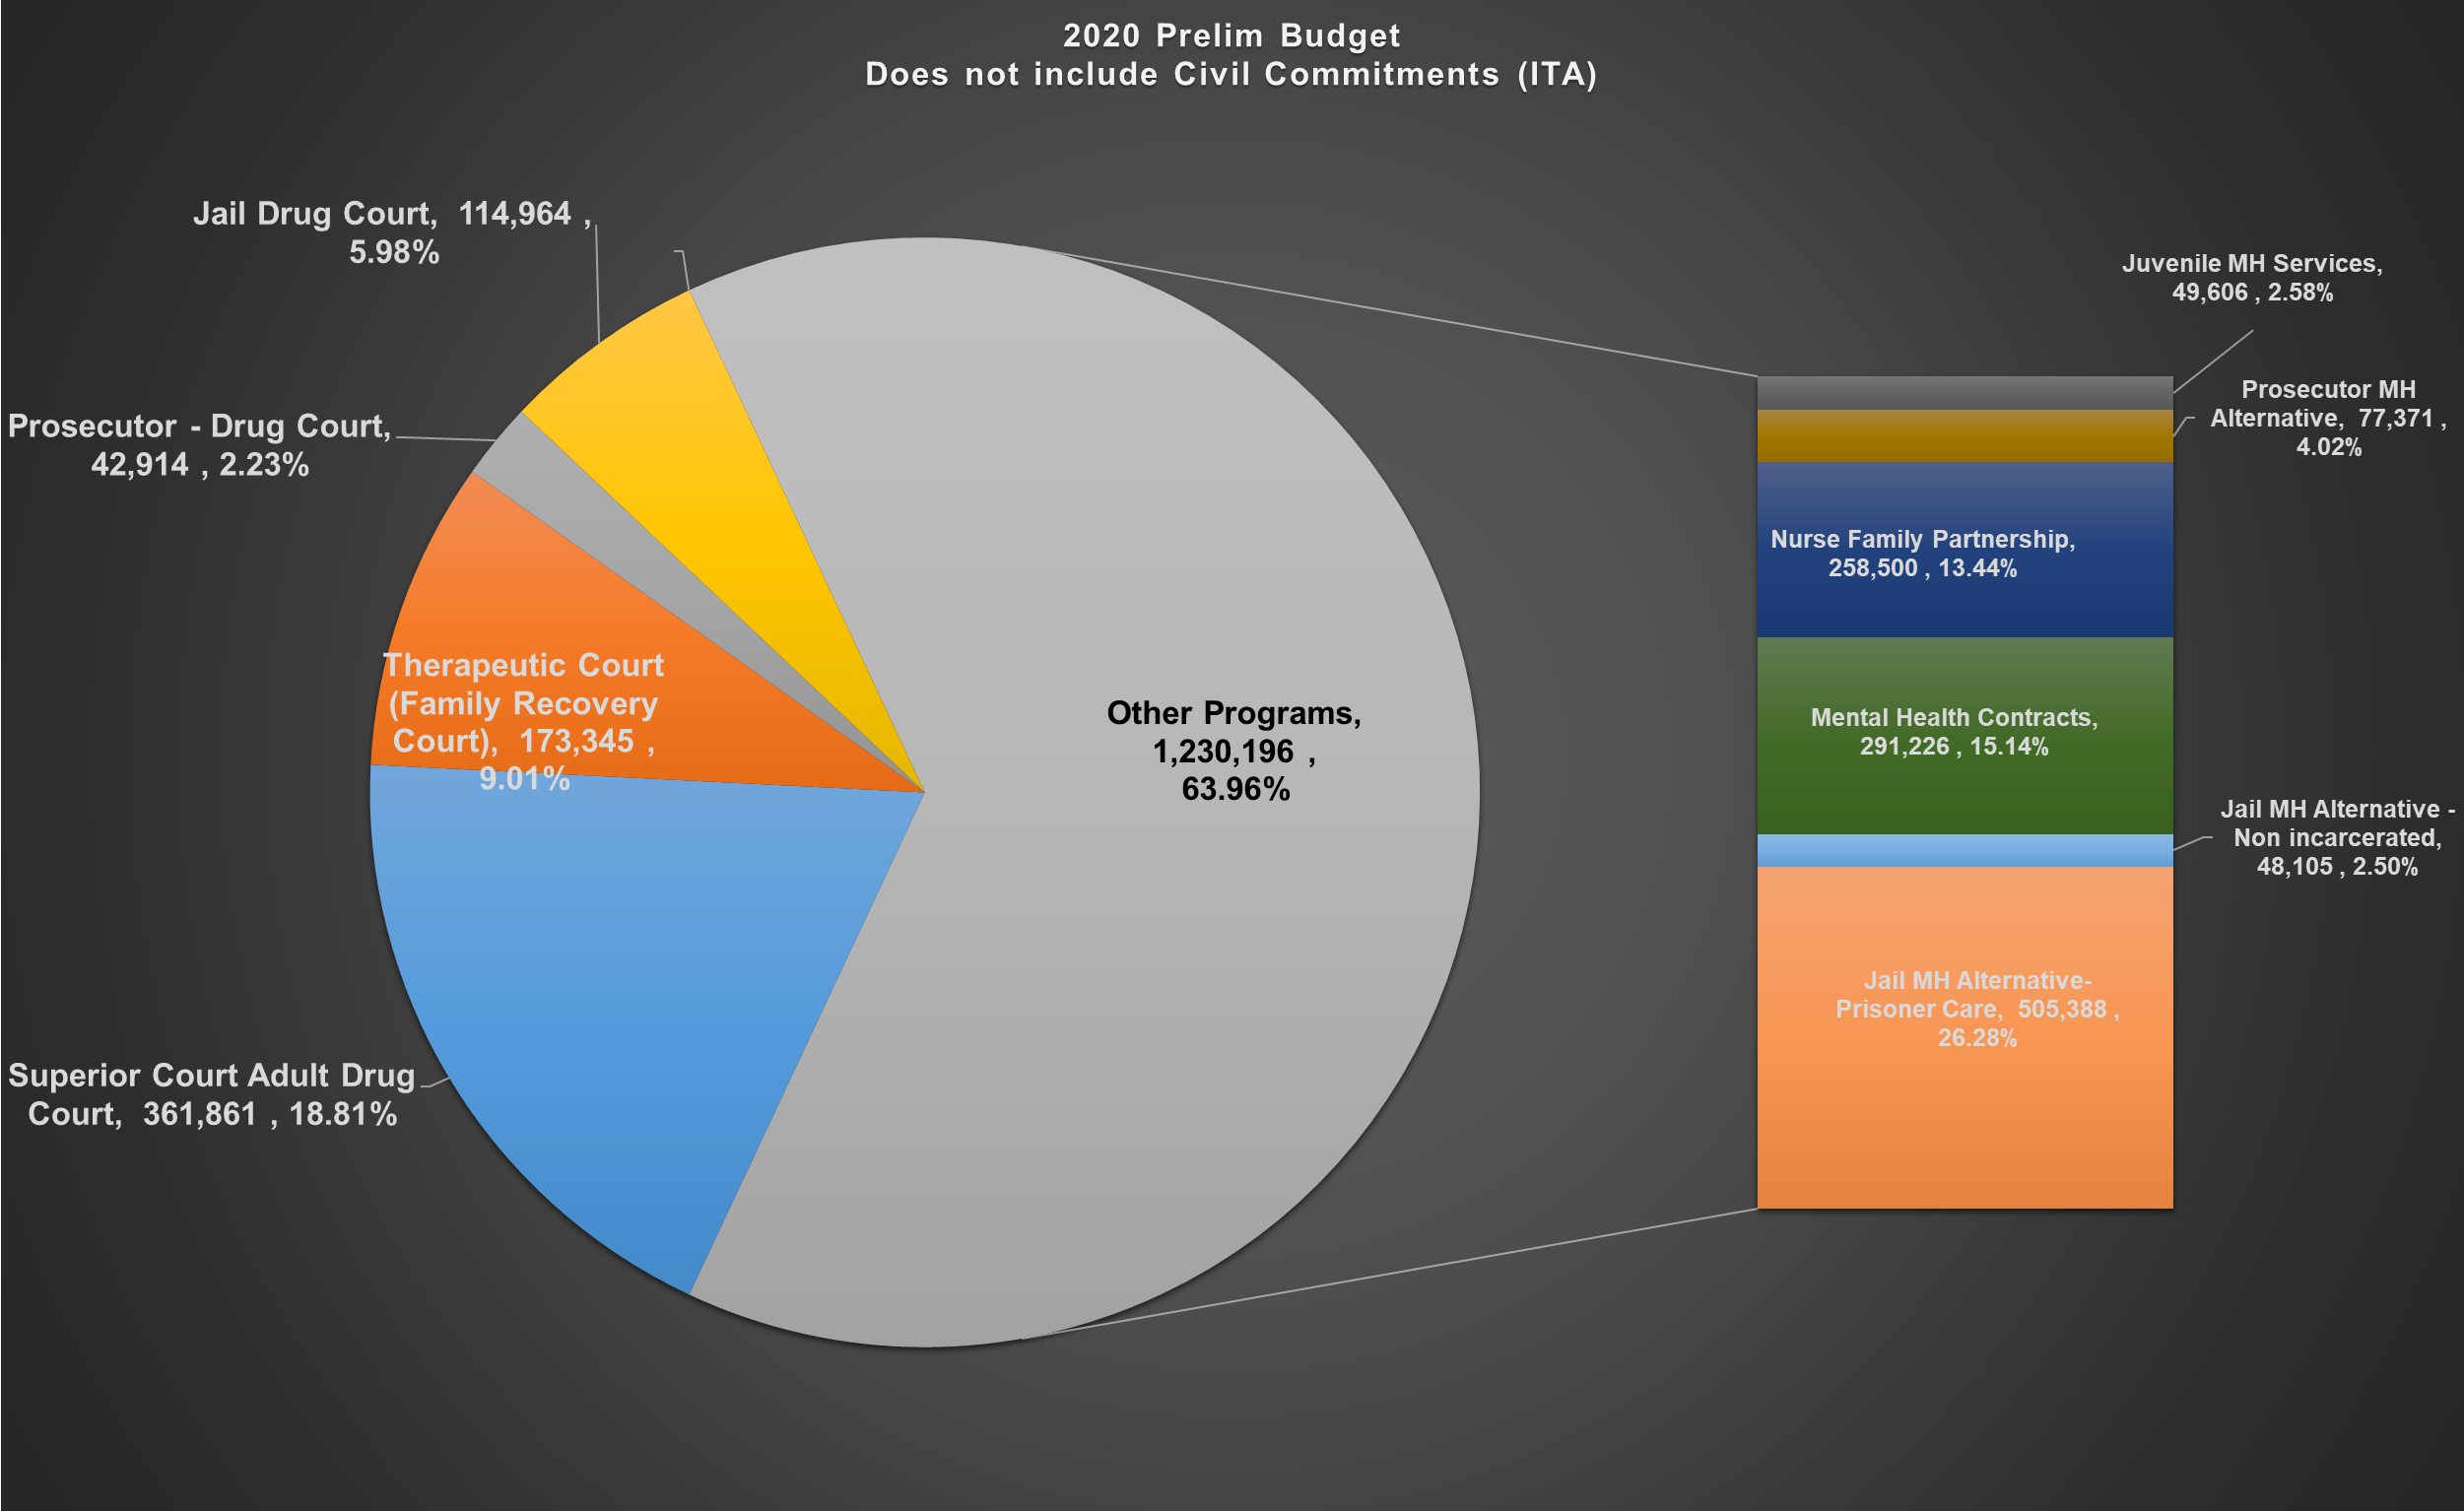 2020 Prelim Budget
Does not include Civil Commitments (ITA)
Jail Drug Court, 114,964 ,
5.98%
Prosecutor - Drug Court,
42,914 , 2.23%
Therapeutic Court
(Family Recovery
Court), 173,345 ,
9.01%
Superior Court Adult Drug
Court, 361,861 , 18.81%
Other Programs,
1,230,196 ,
63.96%
Juvenile MH Services,
49,606 , 2.58%
Prosecutor MH
Alternative, 77,371 ,
4.02%
Nurse Family Partnership,
258,500 , 13.44%
Mental Health Contracts,
291,226 , 15.14%
Jail MH Alternative -
Non incarcerated,
48,105 , 2.50%
Jail MH Alternative-
Prisoner Care, 505,388 ,
26.28%